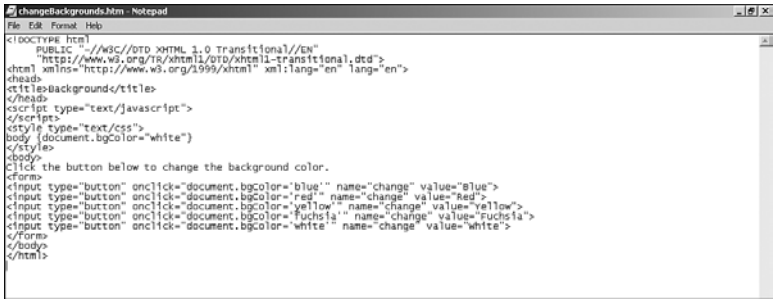 changeBackgrounds.htm - Notepad
File Edit Format Help
<!DOCTYPE html
PUBLIC "-//W3C//DTD XHTML 1.0 Transitional//EN"
"http://www.w3.org/TR/xhtml1/DTD/xhtml1-transitional.dtd">
<html xmlns="http://www.w3.org/1999/xhtml" xml:lang="en" lang="en">
<head>
<title>Background</title>
</head>
<script type="text/javascript">
</script>
<style type="text/css">
body {document.bgColor="white"}
</style>
<body>
Click the button below to change the background color.
<form>
<input type="button" onclick="document.bgColor='blue'" name="change" value="Blue">
<input type="button" onclick="document.bgColor='red'" name="change" value="Red">
<input type="button" onclick="document.bgColor='yellow'" name="change" value="Yellow">
<input type="button" onclick="document.bgColor='fuchsia'" name="change" value="Fuchsia">
<input type="button" onclick="document.bgColor='white'" name="change" value="White">
</form>
</body>
</html>